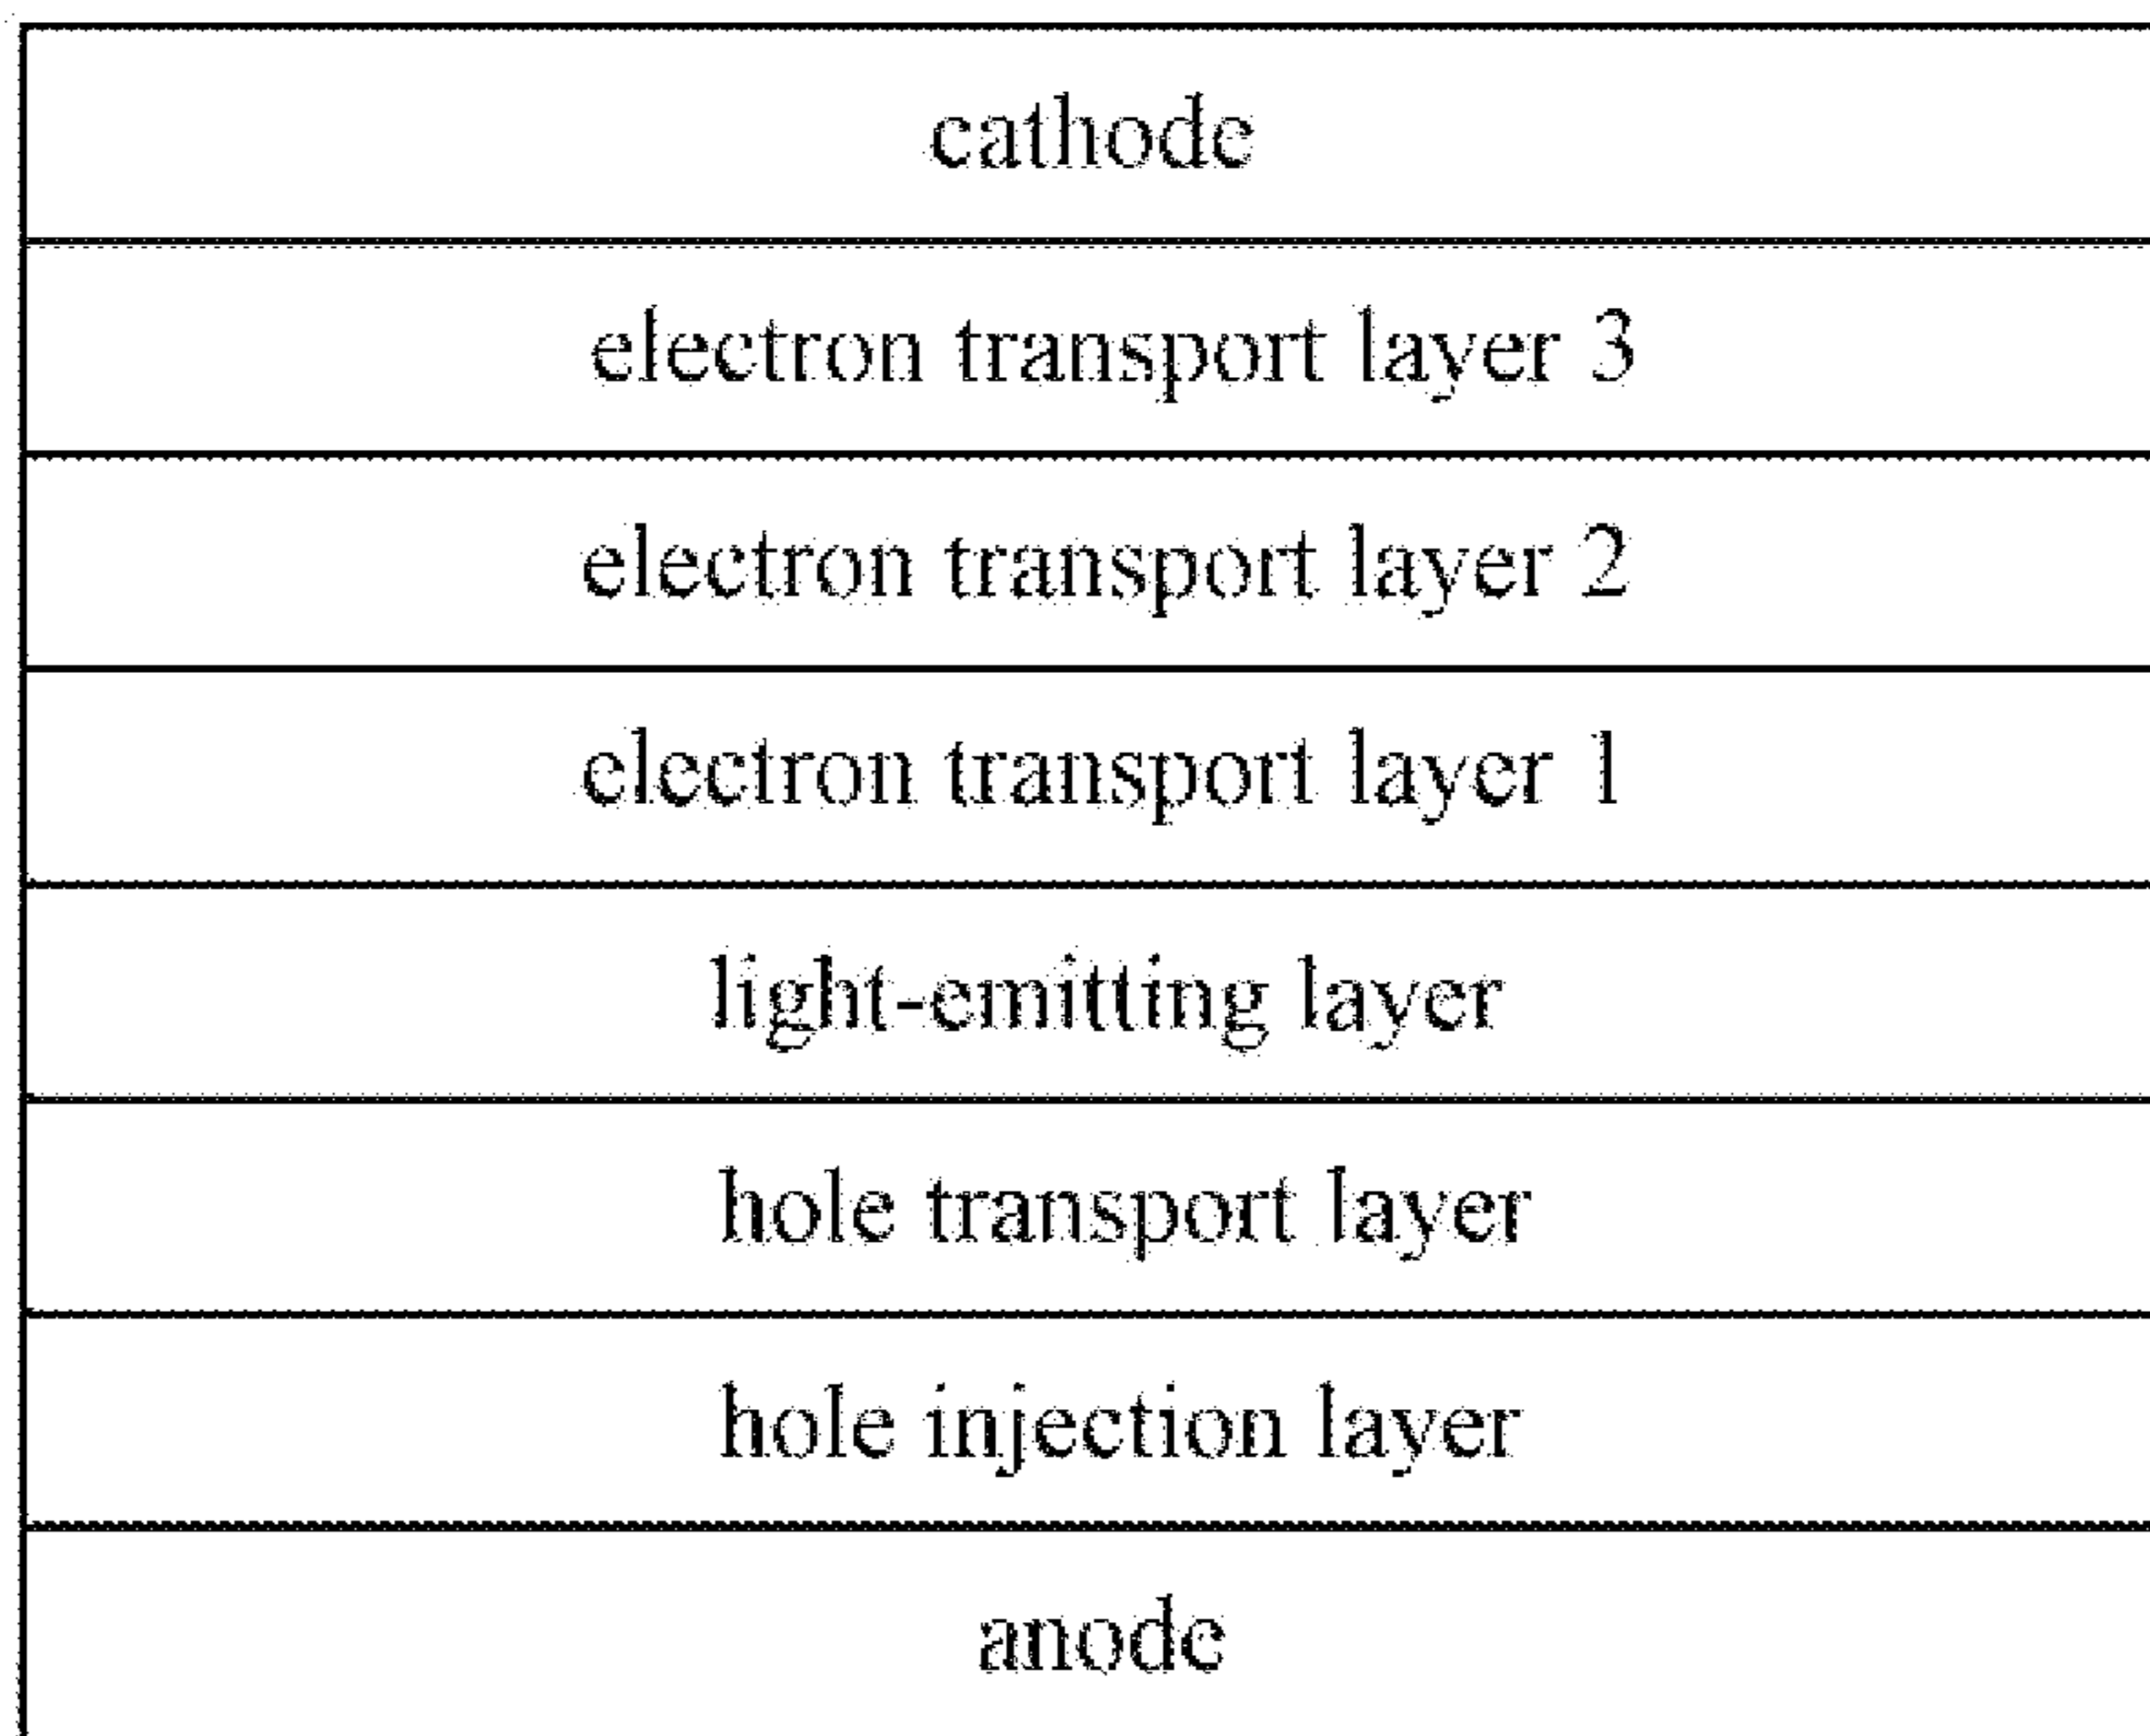 cathode
electron transport layer 3
electron transport layer 2
electron transport layer 1
light-emitting layer
hole transport layer
hole injection layer
anode